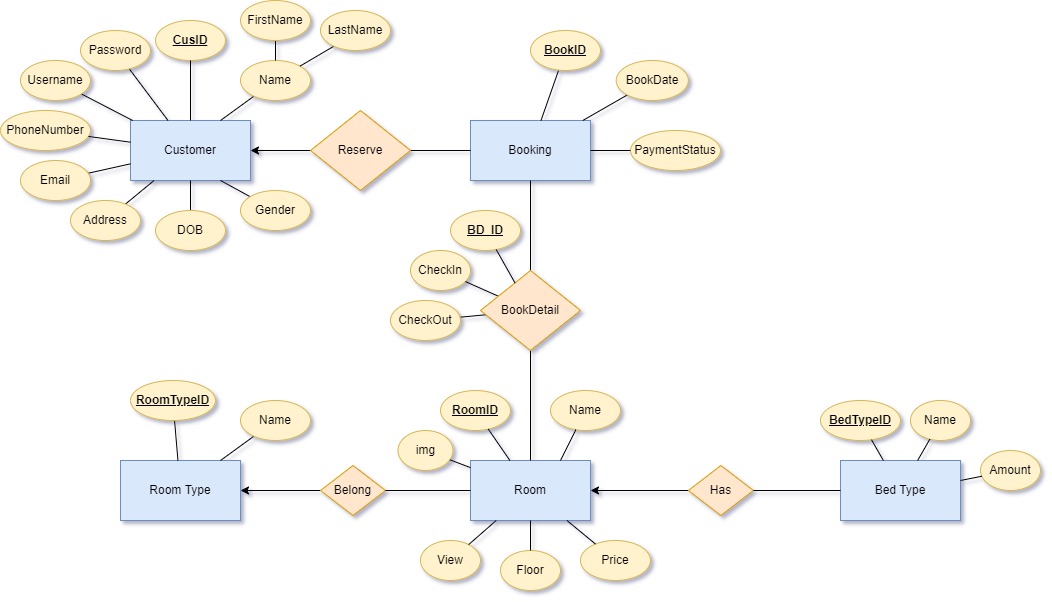 FirstName
LastName
CusID
Password
Name
Username
PhoneNumber
Customer
Email
Address
DOB
Gender
Reserve
BookID
BookDate
Booking
PaymentStatus
BD_ID
CheckIn
CheckOut
BookDetail
RoomTypeID
Name
Room Type
Belong
RoomID
Name
img
Room
View
Floor
Price
Has
BedTypeID
Name
Amount
Bed Type